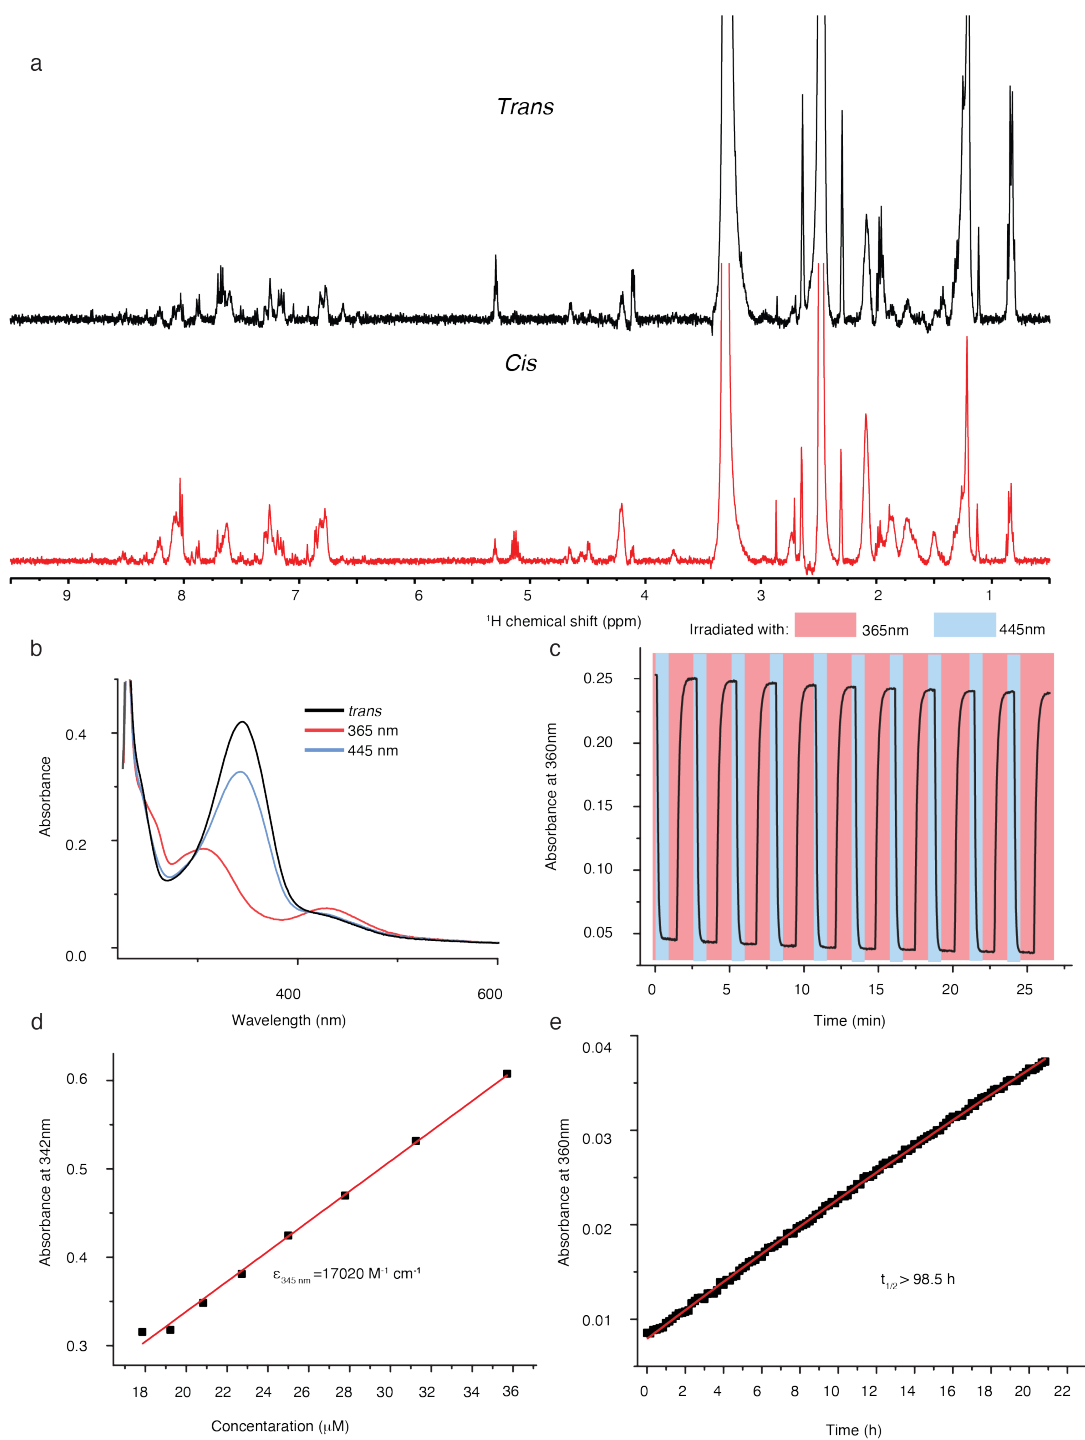 a
Trans
Cis
9 8 7 6 5 4 3 2 1
¹H chemical shift (ppm)
Irradiated with: 365nm 445nm
b
trans
365 nm
445 nm
0.4
0.2
0.0
Absorbance
400 600
Wavelength (nm)
c
0.25
0.20
0.15
0.10
0.05
Absorbance at 360nm
0 5 10 15 20 25
Time (min)
d
0.6
0.5
0.4
0.3
Absorbance at 342nm
ε345 nm=17020 M⁻¹ cm⁻¹
18 20 22 24 26 28 30 32 34 36
Concentaration (μM)
e
0.04
0.03
0.02
0.01
Absorbance at 360nm
t1/2 > 98.5 h
0 2 4 6 8 10 12 14 16 18 20 22
Time (h)